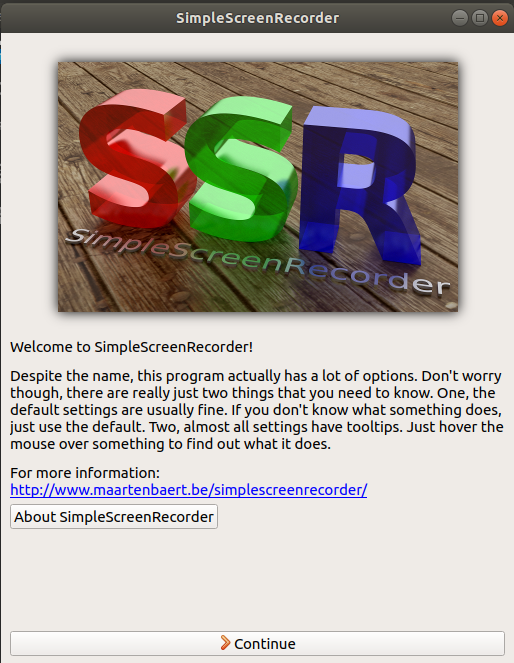 SimpleScreenRecorder
SSR
SimpleScreenRecorder
Welcome to SimpleScreenRecorder!
Despite the name, this program actually has a lot of options. Don't worry
though, there are really just two things that you need to know. One, the
default settings are usually fine. If you don't know what something does,
just use the default. Two, almost all settings have tooltips. Just hover the
mouse over something to find out what it does.
For more information:
http://www.maartenbaert.be/simplescreenrecorder/
About SimpleScreenRecorder
Continue